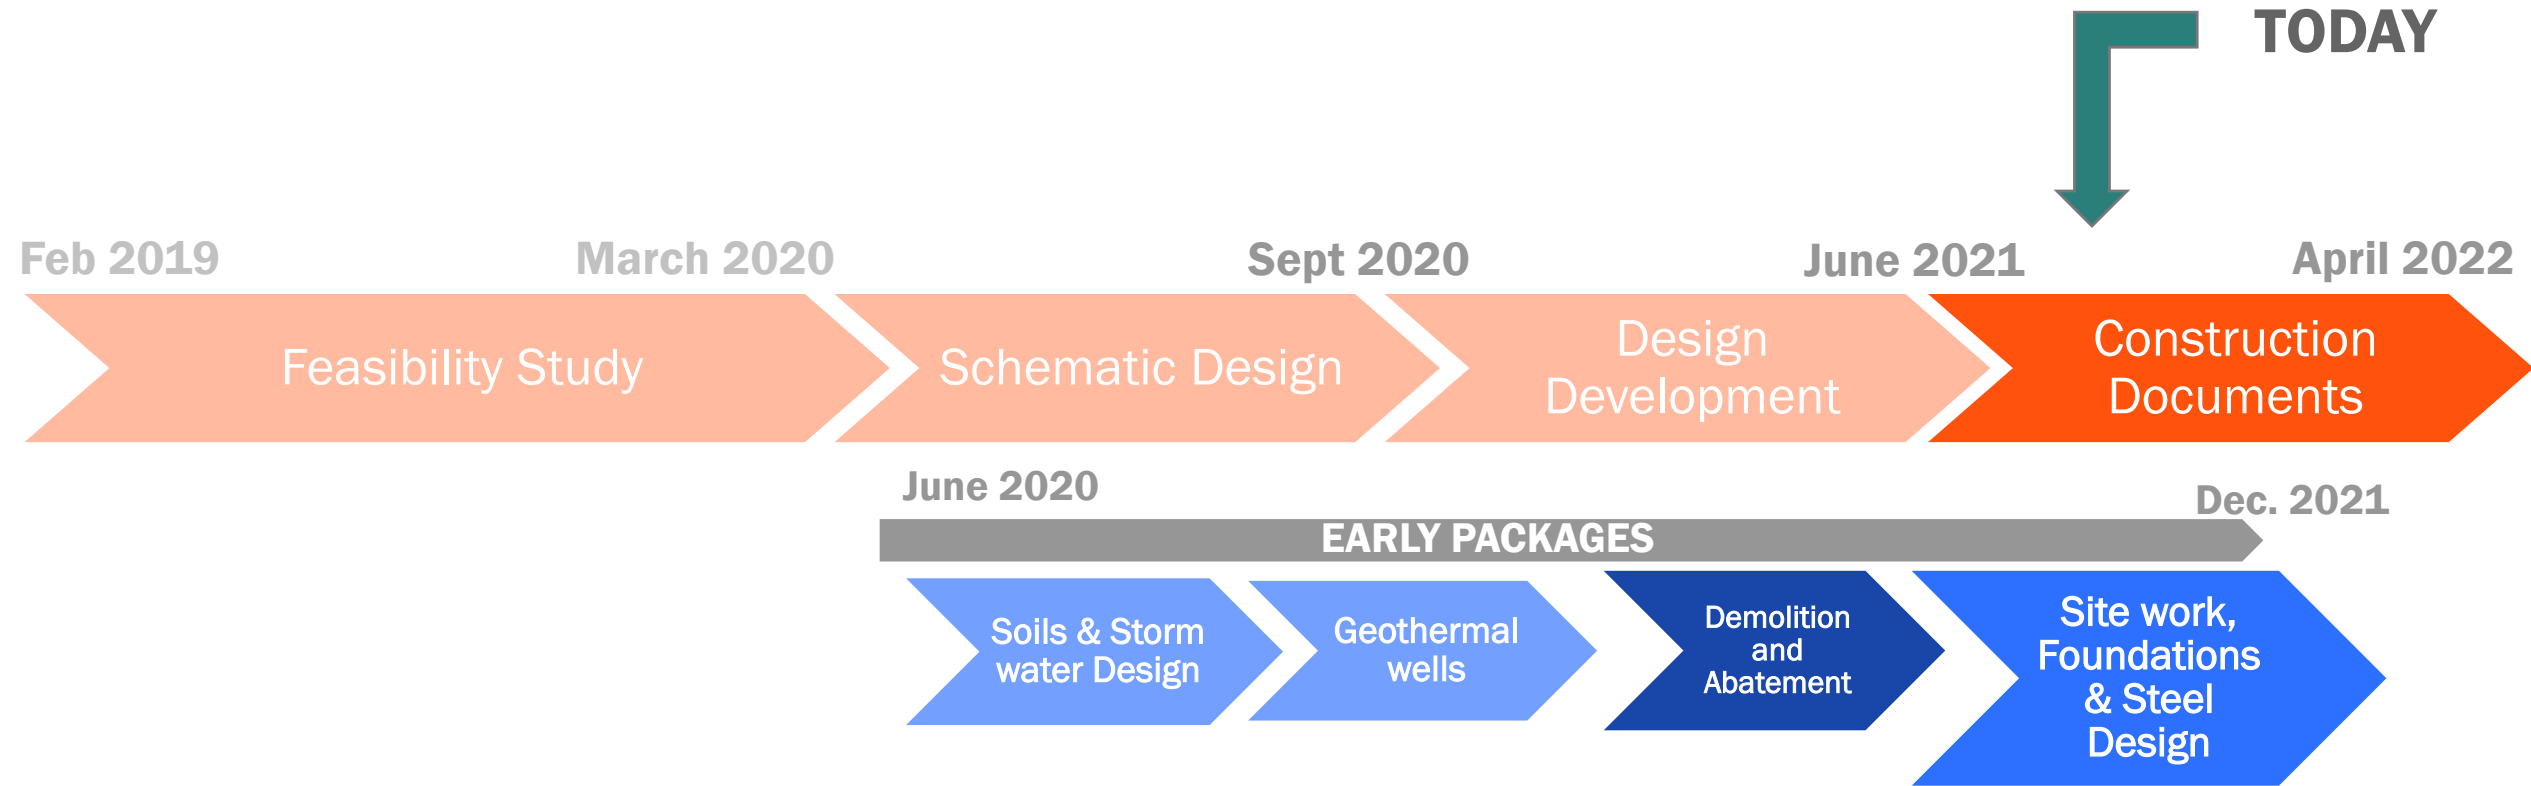 TODAY
Feb 2019
March 2020
Sept 2020
June 2021
April 2022
Feasibility Study
Schematic Design
Design
Development
Construction
Documents
June 2020
Dec. 2021
EARLY PACKAGES
Soils & Storm
water Design
Geothermal
wells
Demolition
and
Abatement
Site work,
Foundations
& Steel
Design